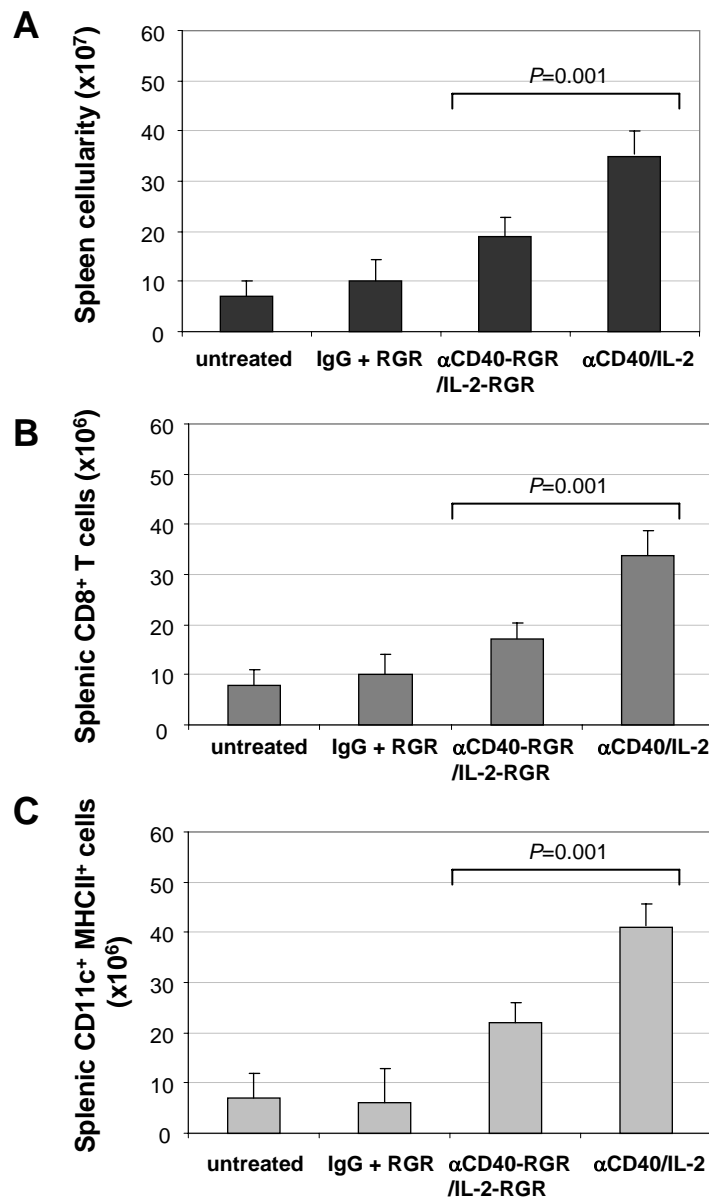 A
Spleen cellularity (x10⁷)
60
50
40
30
20
10
0
P=0.001
untreated
IgG + RGR
αCD40-RGR
/IL-2-RGR
αCD40/IL-2
B
Splenic CD8⁺ T cells (x10⁶)
60
50
40
30
20
10
0
P=0.001
untreated
IgG + RGR
αCD40-RGR
/IL-2-RGR
αCD40/IL-2
C
Splenic CD11c⁺ MHCII⁺ cells
(x10⁶)
60
50
40
30
20
10
0
P=0.001
untreated
IgG + RGR
αCD40-RGR
/IL-2-RGR
αCD40/IL-2